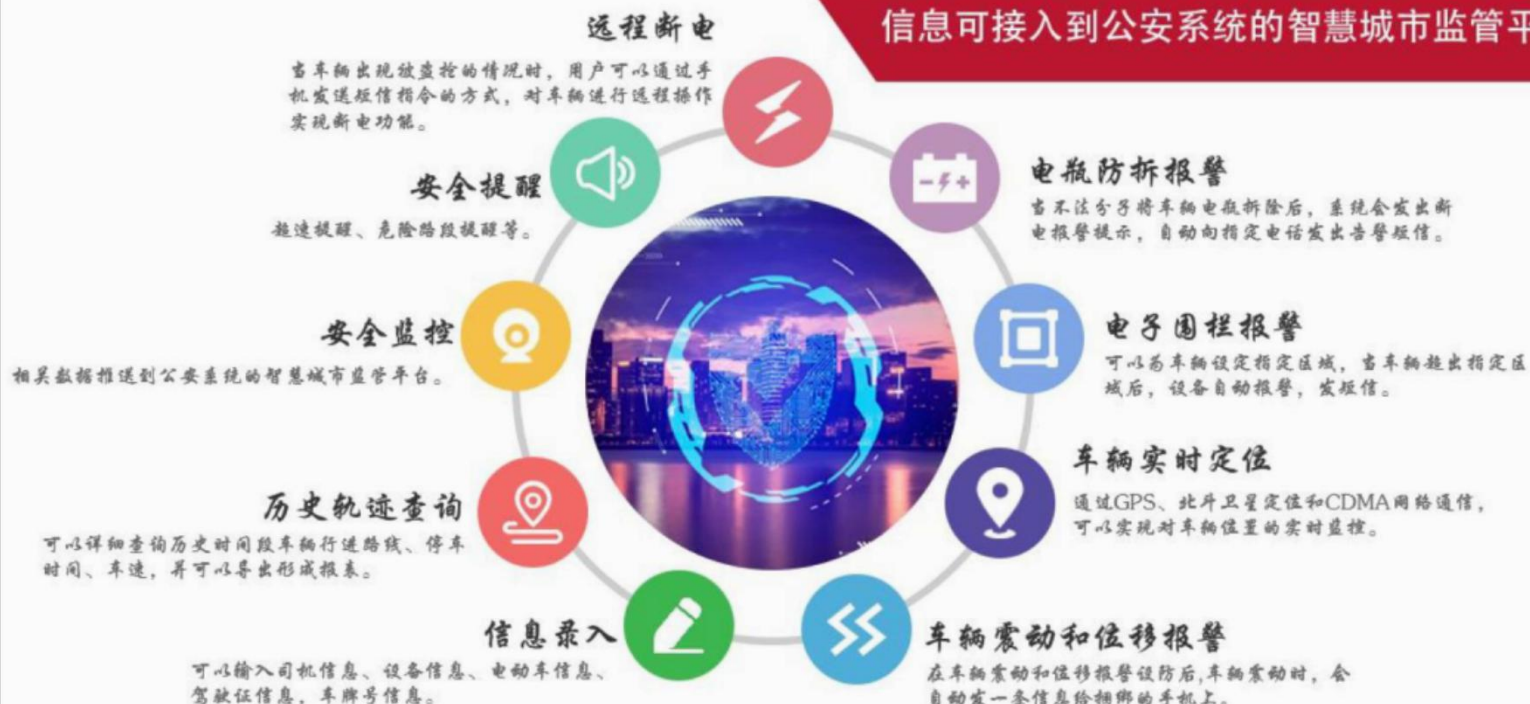 信息可接入到公安系统的智慧城市监管平
远程断电
当车辆出现被盗抢的情况时，用户可以通过手
机发送短信指令的方式，对车辆进行远程操作
实现断电功能。
安全提醒
超速提醒、危险路段提醒等。
安全监控
相关数据推送到公安系统的智慧城市监管平台。
历史轨迹查询
可以详细查询历史时间段车辆行进路线、停车
时间、车速，并可以导出形成报表。
信息录入
可以输入司机信息、设备信息、电动车信息、
驾驶证信息，车牌号信息。
电瓶防拆报警
当不法分子将车辆电瓶拆除后，系统会发出断
电报警提示，自动向指定电话发出告警短信。
电子围栏报警
可以为车辆设定指定区域，当车辆超出指定区
域后，设备自动报警，发短信。
车辆实时定位
通过GPS、北斗卫星定位和CDMA网络通信，
可以实现对车辆位置的实时监控。
车辆震动和位移报警
在车辆震动和位移报警设防后,车辆震动时，会
自动发一条信息给捆绑的手机上。